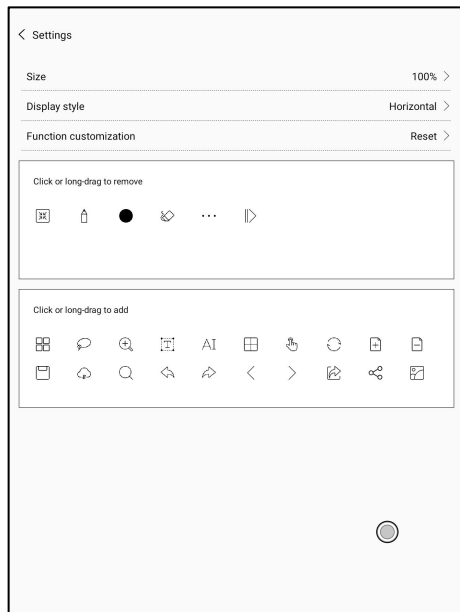 Settings
Size 100%
Display style Horizontal
Function customization Reset
Click or long-drag to remove
Click or long-drag to add
T AI